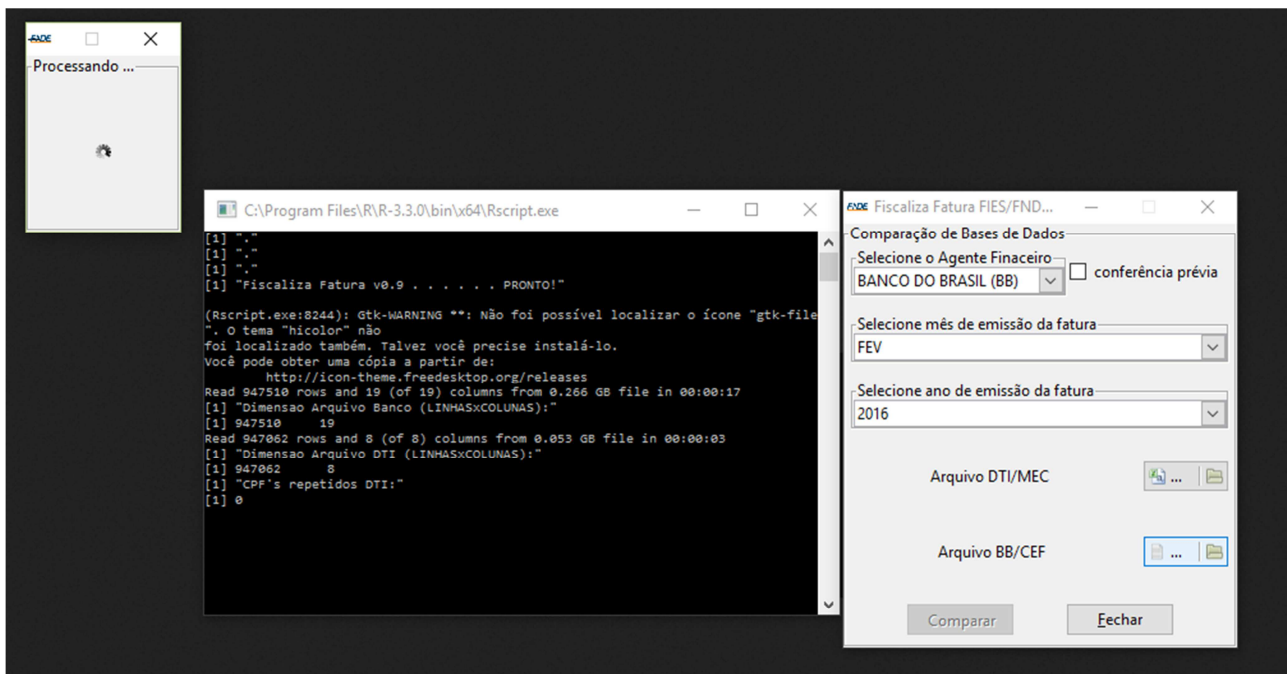 FNDE
Processando ...
C:\Program Files\R\R-3.3.0\bin\x64\Rscript.exe
[1] "."
[1] "."
[1] "."
[1] "Fiscaliza Fatura v0.9 . . . . . . PRONTO!"
(Rscript.exe:8244): Gtk-WARNING **: Não foi possível localizar o ícone "gtk-file
". O tema "hicolor" não
foi localizado também. Talvez você precise instalá-lo.
Você pode obter uma cópia a partir de:
http://icon-theme.freedesktop.org/releases
Read 947510 rows and 19 (of 19) columns from 0.266 GB file in 00:00:17
[1] "Dimensao Arquivo Banco (LINHASxCOLUNAS):"
[1] 947510 19
Read 947062 rows and 8 (of 8) columns from 0.053 GB file in 00:00:03
[1] "Dimensao Arquivo DTI (LINHASxCOLUNAS):"
[1] 947062 8
[1] "CPF's repetidos DTI:"
[1] 0
FNDE Fiscaliza Fatura FIES/FND...
Comparação de Bases de Dados
Selecione o Agente Finaceiro
BANCO DO BRASIL (BB)
conferência prévia
Selecione mês de emissão da fatura
FEV
Selecione ano de emissão da fatura
2016
Arquivo DTI/MEC ...
Arquivo BB/CEF ...
Comparar Fechar